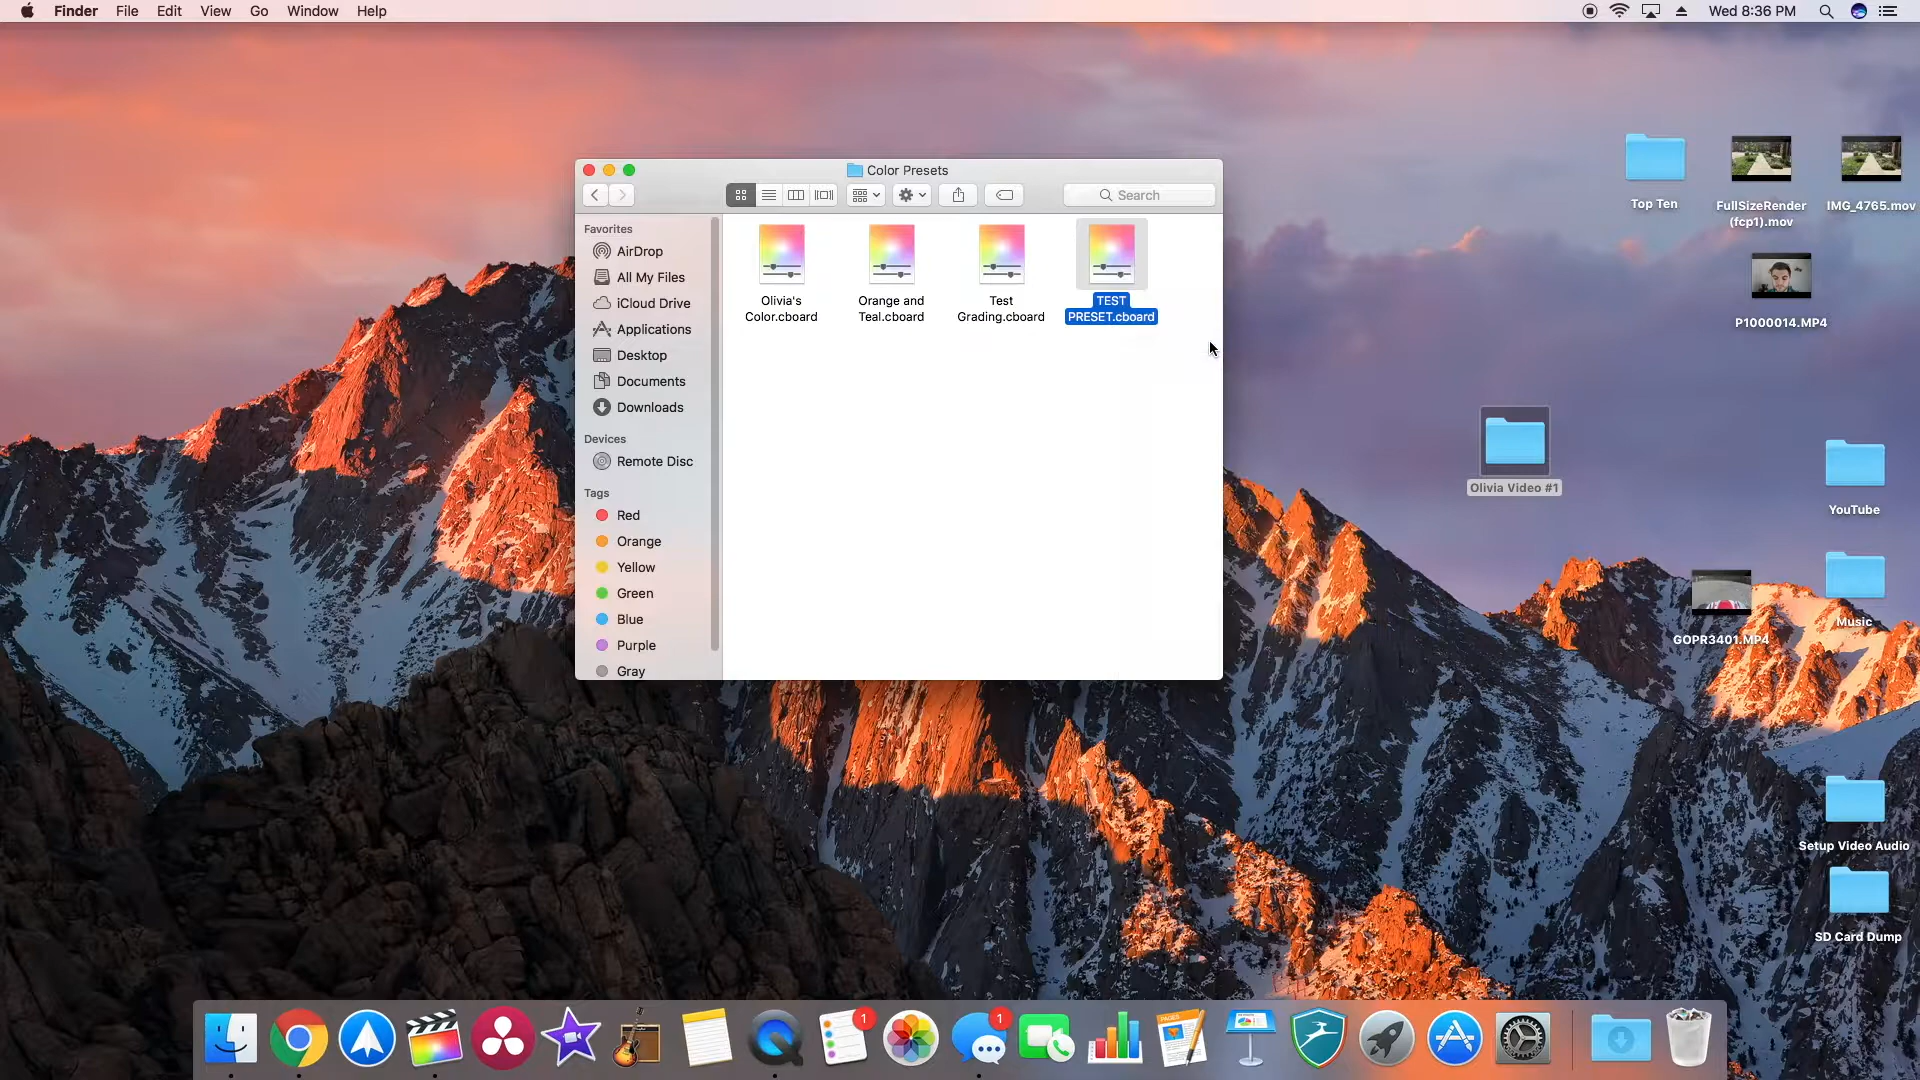 Finder File Edit View Go Window Help
Wed 8:36 PM
Color Presets
Search
Favorites
AirDrop
All My Files
iCloud Drive
Applications
Desktop
Documents
Downloads
Devices
Remote Disc
Tags
Red
Orange
Yellow
Green
Blue
Purple
Gray
Olivia's
Color.cboard
Orange and
Teal.cboard
Test
Grading.cboard
TEST
PRESET.cboard
Top Ten
FullSizeRender
(fcp1).mov
IMG_4765.mov
P1000014.MP4
Olivia Video #1
YouTube
GOPR3401.MP4
Music
Setup Video Audio
SD Card Dump
1
1
PAGES